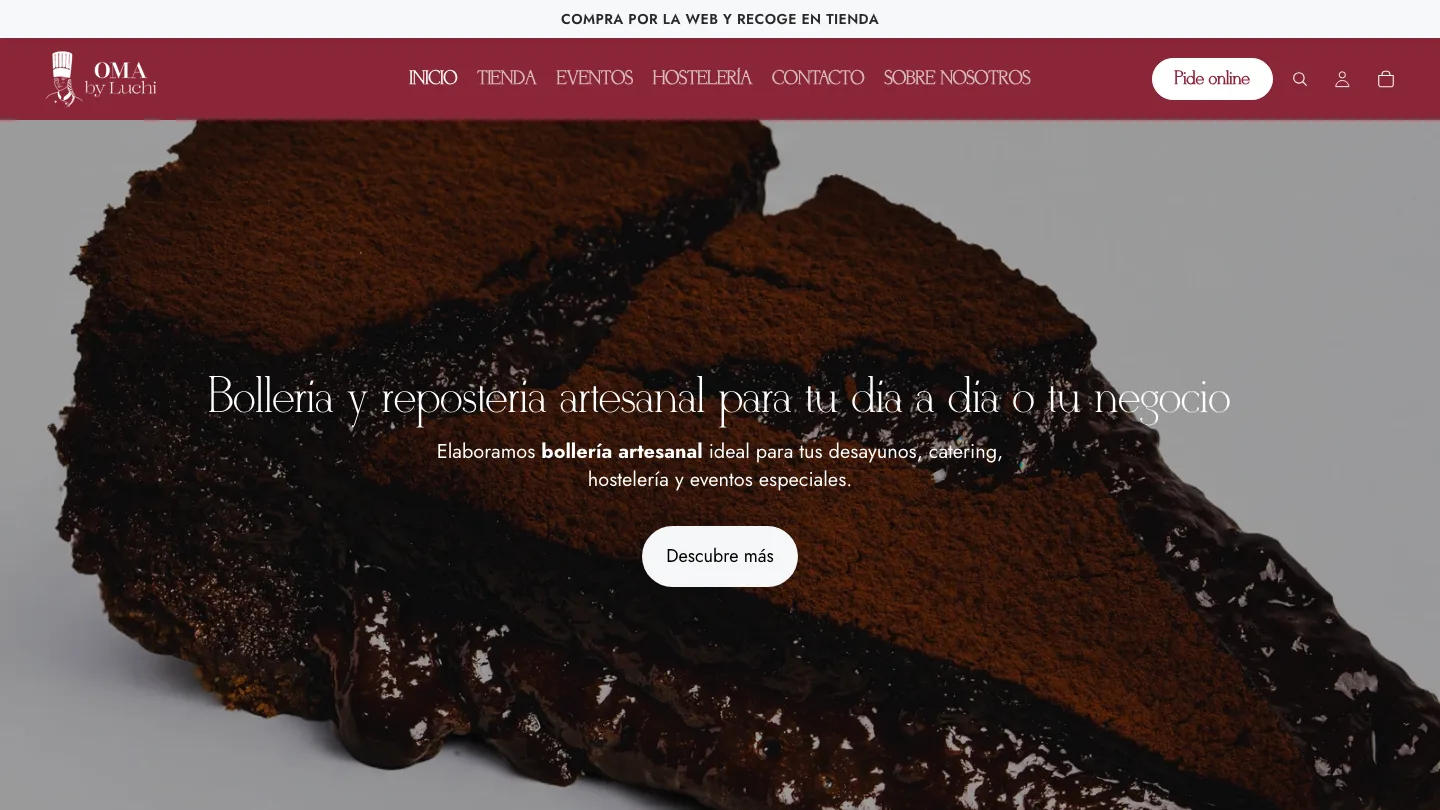 COMPRA POR LA WEB Y RECOGE EN TIENDA
OMA
by Luchi
INICIO TIENDA EVENTOS HOSTELERÍA CONTACTO SOBRE NOSOTROS
Pide online
Bollería y repostería artesanal para tu día a día o tu negocio
Elaboramos bollería artesanal ideal para tus desayunos, catering,
hostelería y eventos especiales.
Descubre más